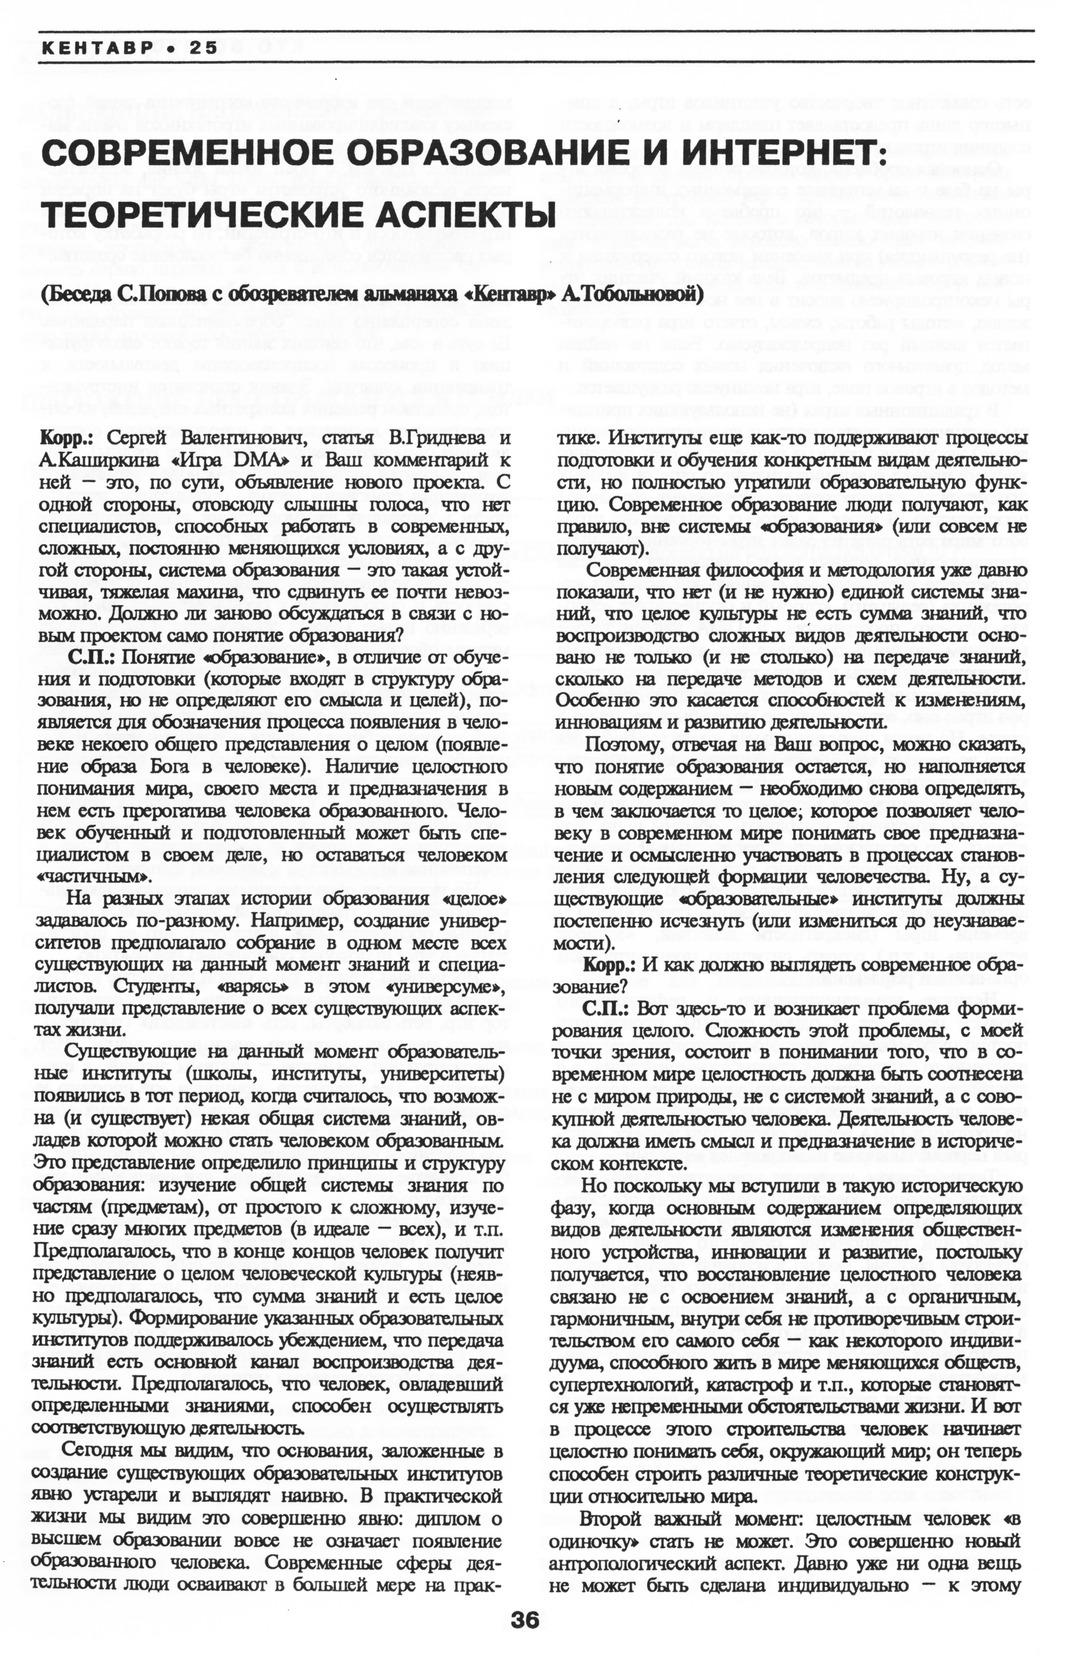 КЕНТАВР • 25
СОВРЕМЕННОЕ ОБРАЗОВАНИЕ И ИНТЕРНЕТ:
ТЕОРЕТИЧЕСКИЕ АСПЕКТЫ
(Беседа С.Попова с обозревателем альманаха «Кентавр» А.Тобольновой)
Корр.: Сергей Валентинович, статья В.Гриднева и
А.Каширкина «Игра DMA» и Ваш комментарий к
ней — это, по сути, объявление нового проекта. С
одной стороны, отовсюду слышны голоса, что нет
специалистов, способных работать в современных,
сложных, постоянно меняющихся условиях, а с дру-
гой стороны, система образования — это такая устой-
чивая, тяжелая махина, что сдвинуть ее почти невоз-
можно. Должно ли заново обсуждаться в связи с но-
вым проектом само понятие образования?
С.П.: Понятие «образование», в отличие от обуче-
ния и подготовки (которые входят в структуру обра-
зования, но не определяют его смысла и целей), по-
является для обозначения процесса появления в чело-
веке некоего общего представления о целом (появле-
ние образа Бога в человеке). Наличие целостного
понимания мира, своего места и предназначения в
нем есть прерогатива человека образованного. Чело-
век обученный и подготовленный может быть спе-
циалистом в своем деле, но оставаться человеком
«частичным».
На разных этапах истории образования «целое»
задавалось по-разному. Например, создание универ-
ситетов предполагало собрание в одном месте всех
существующих на данный момент знаний и специа-
листов. Студенты, «варясь» в этом «универсуме»,
получали представление о всех существующих аспек-
тах жизни.
Существующие на данный момент образователь-
ные институты (школы, институты, университеты)
появились в тот период, когда считалось, что возмож-
на (и существует) некая общая система знаний, ов-
ладев которой можно стать человеком образованным.
Это представление определило принципы и структуру
образования: изучение общей системы знания по
частям (предметам), от простого к сложному, изуче-
ние сразу многих предметов (в идеале — всех), и т.п.
Предполагалось, что в конце концов человек получит
представление о целом человеческой культуры (неяв-
но предполагалось, что сумма знаний и есть целое
культуры). Формирование указанных образовательных
институтов поддерживалось убеждением, что передача
знаний есть основной канал воспроизводства дея-
тельности. Предполагалось, что человек, овладевший
определенными знаниями, способен осуществлять
соответствующую деятельность.
Сегодня мы видим, что основания, заложенные в
создание существующих образовательных институтов
явно устарели и выглядят наивно. В практической
жизни мы видим это совершенно явно: диплом о
высшем образовании вовсе не означает появление
образованного человека. Современные сферы дея-
тельности люди осваивают в большей мере на прак-
тике. Институты еще как-то поддерживают процессы
подготовки и обучения конкретным видам деятельно-
сти, но полностью утратили образовательную функ-
цию. Современное образование люди получают, как
правило, вне системы «образования» (или совсем не
получают).
Современная философия и методология уже давно
показали, что нет (и не нужно) единой системы зна-
ний, что целое культуры не есть сумма знаний, что
воспроизводство сложных видов деятельности осно-
вано не только (и не столько) на передаче знаний,
сколько на передаче методов и схем деятельности.
Особенно это касается способностей к изменениям,
инновациям и развитию деятельности.
Поэтому, отвечая на Ваш вопрос, можно сказать,
что понятие образования остается, но наполняется
новым содержанием — необходимо снова определять,
в чем заключается то целое; которое позволяет чело-
веку в современном мире понимать свое предназна-
чение и осмысленно участвовать в процессах станов-
ления следующей формации человечества. Ну, а су-
ществующие «образовательные» институты должны
постепенно исчезнуть (или измениться до неузнавае-
мости).
Корр.: И как должно выглядеть современное обра-
зование?
С.П.: Вот здесь-то и возникает проблема форми-
рования целого. Сложность этой проблемы, с моей
точки зрения, состоит в понимании того, что в со-
временном мире целостность должна быть соотнесена
не с миром природы, не с системой знаний, а с сово-
купной деятельностью человека. Деятельность челове-
ка должна иметь смысл и предназначение в историче-
ском контексте.
Но поскольку мы вступили в такую историческую
фазу, когда основным содержанием определяющих
видов деятельности являются изменения обществен-
ного устройства, инновации и развитие, постольку
получается, что восстановление целостного человека
связано не с освоением знаний, а с органичным,
гармоничным, внутри себя не противоречивым строи-
тельством его самого себя — как некоторого индиви-
дуума, способного жить в мире меняющихся обществ,
супертехнологий, катастроф и т.п., которые становят-
ся уже непременными обстоятельствами жизни. И вот
в процессе этого строительства человек начинает
целостно понимать себя, окружающий мир; он теперь
способен строить различные теоретические конструк-
ции относительно мира.
Второй важный момент: целостным человек «в
одиночку» стать не может. Это совершенно новый
антропологический аспект. Давно уже ни одна вещь
не может быть сделана индивидуально — к этому
36